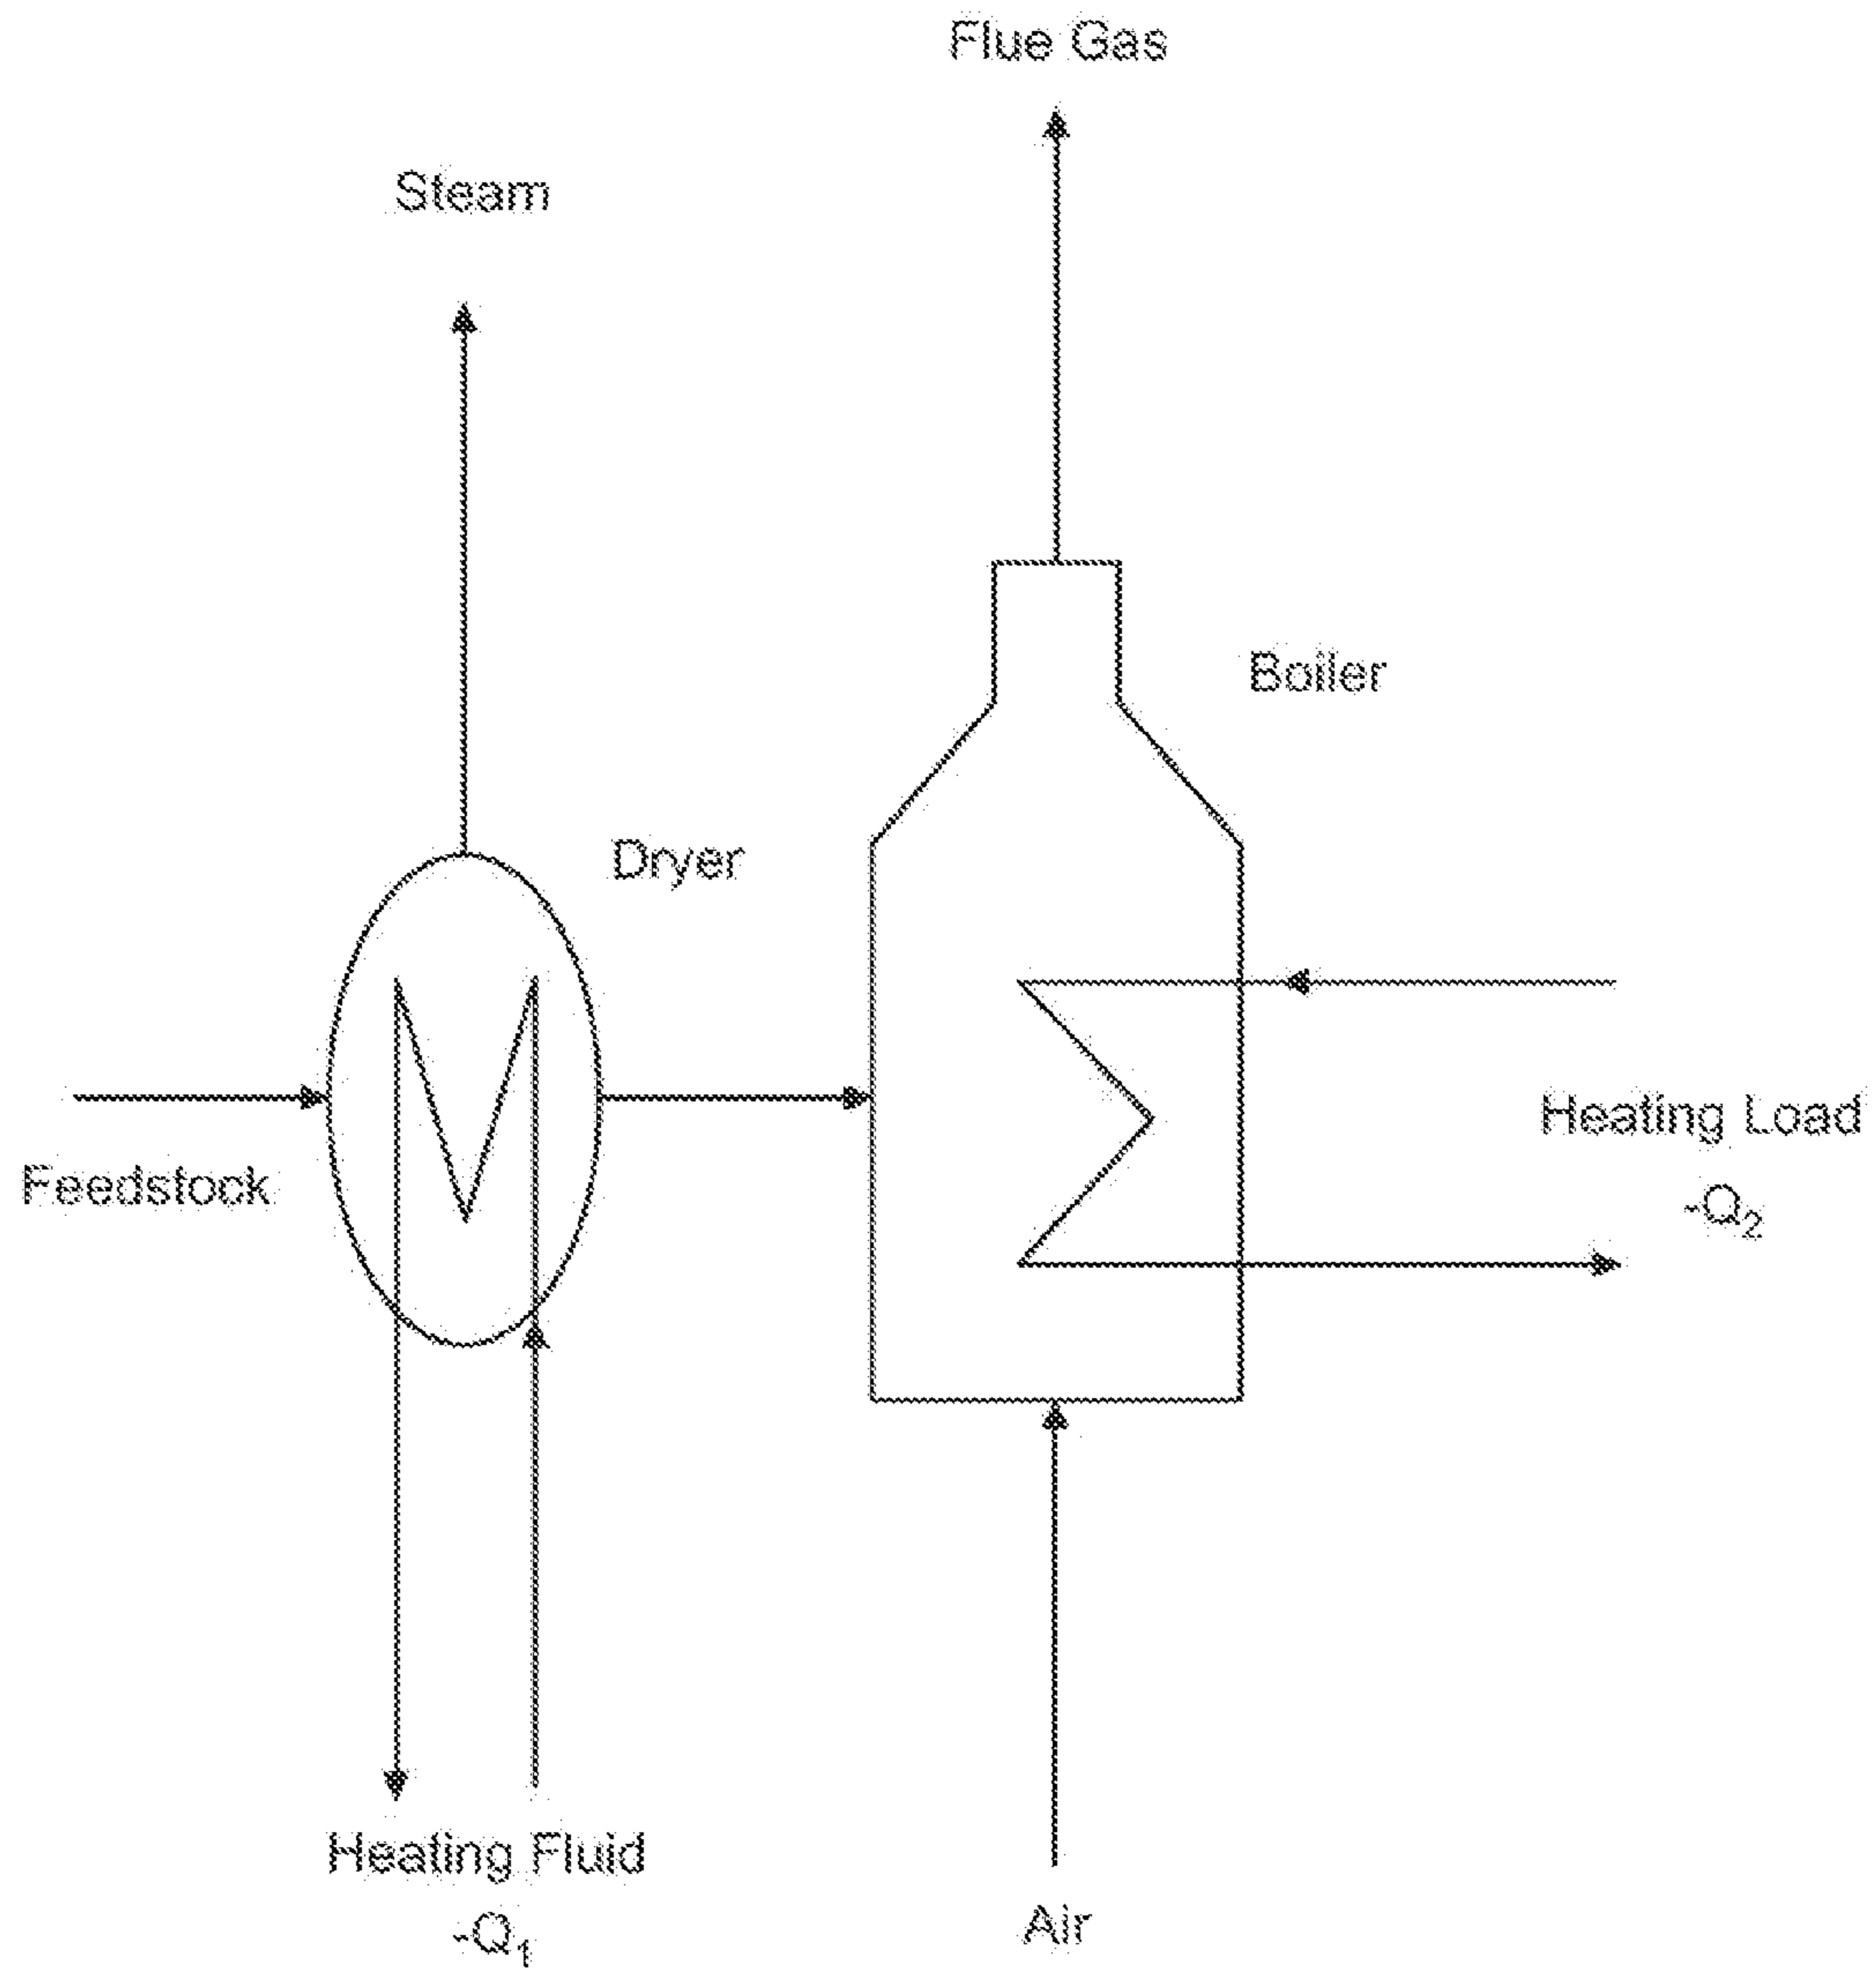 Flue Gas
Steam
Boiler
Dryer
Heating Load
-Q₂
Feedstock
Heating Fluid
-Q₁
Air